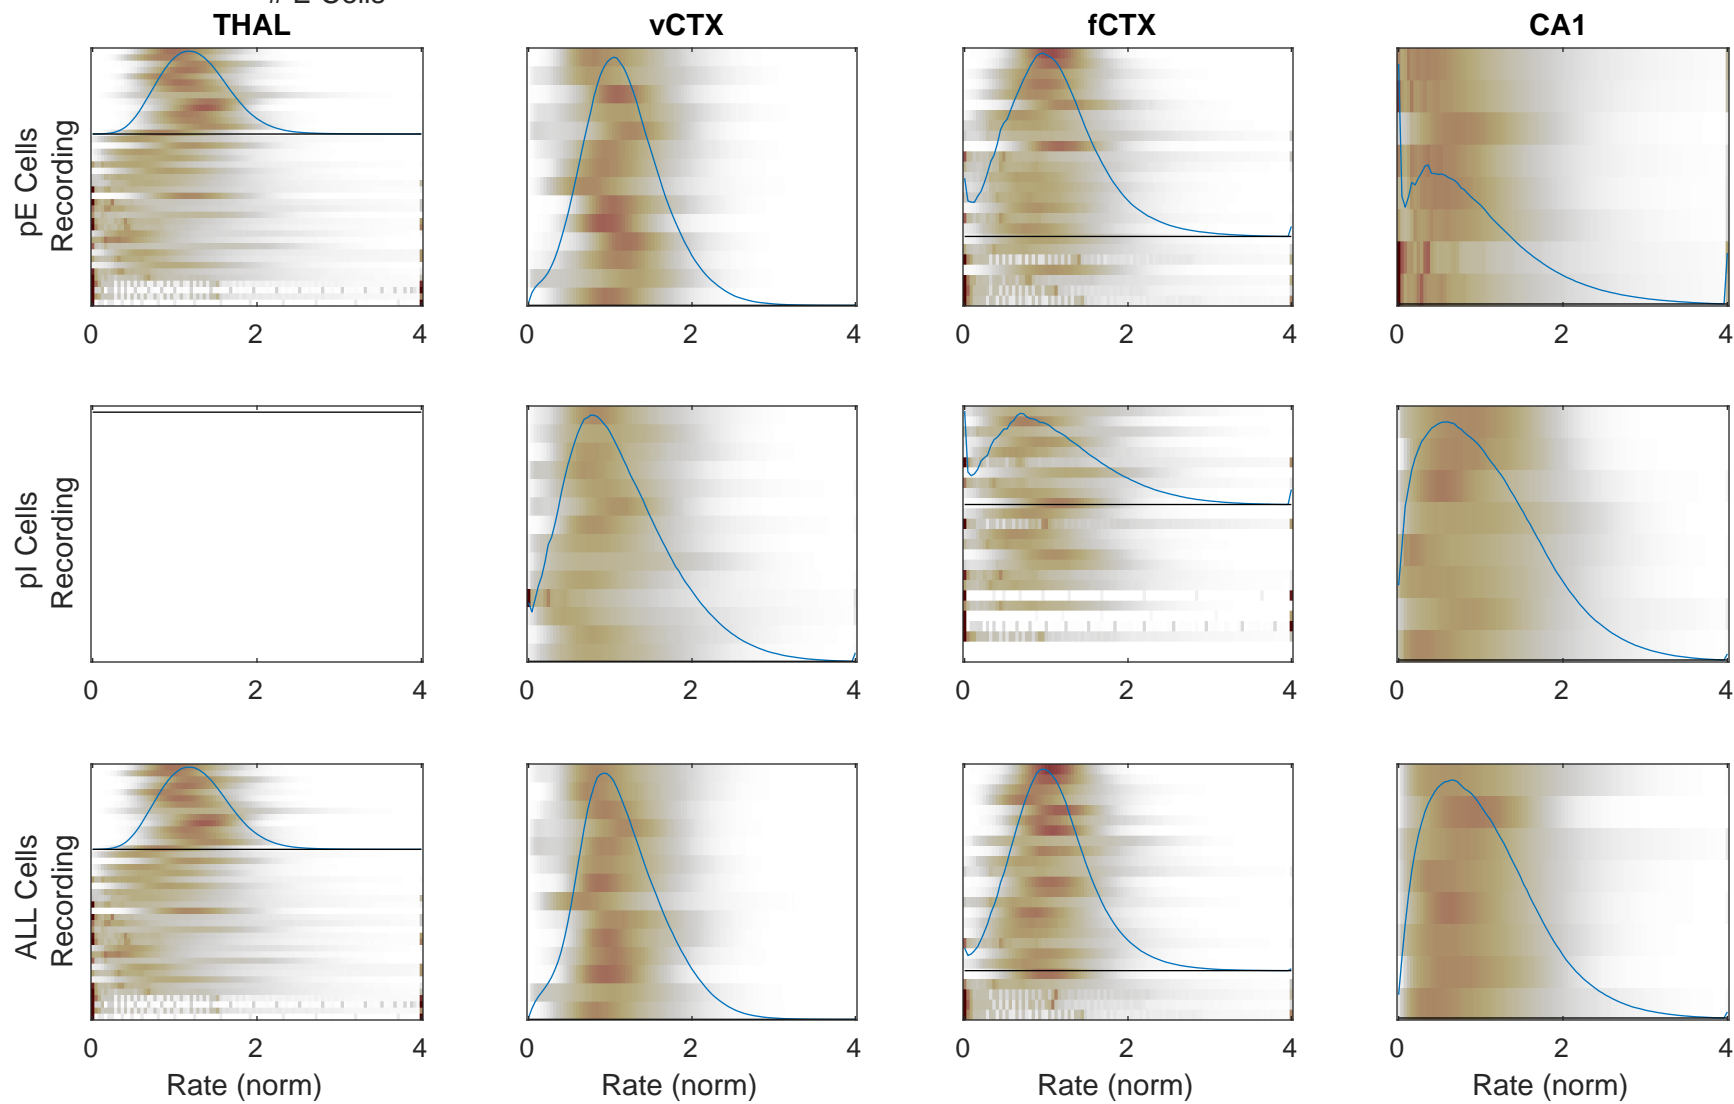 # E Cells
THAL vCTX fCTX CA1
pE Cells
Recording
0 2 4 0 2 4 0 2 4 0 2 4
pI Cells
Recording
0 2 4 0 2 4 0 2 4 0 2 4
ALL Cells
Recording
0 2 4 0 2 4 0 2 4 0 2 4
Rate (norm) Rate (norm) Rate (norm) Rate (norm)